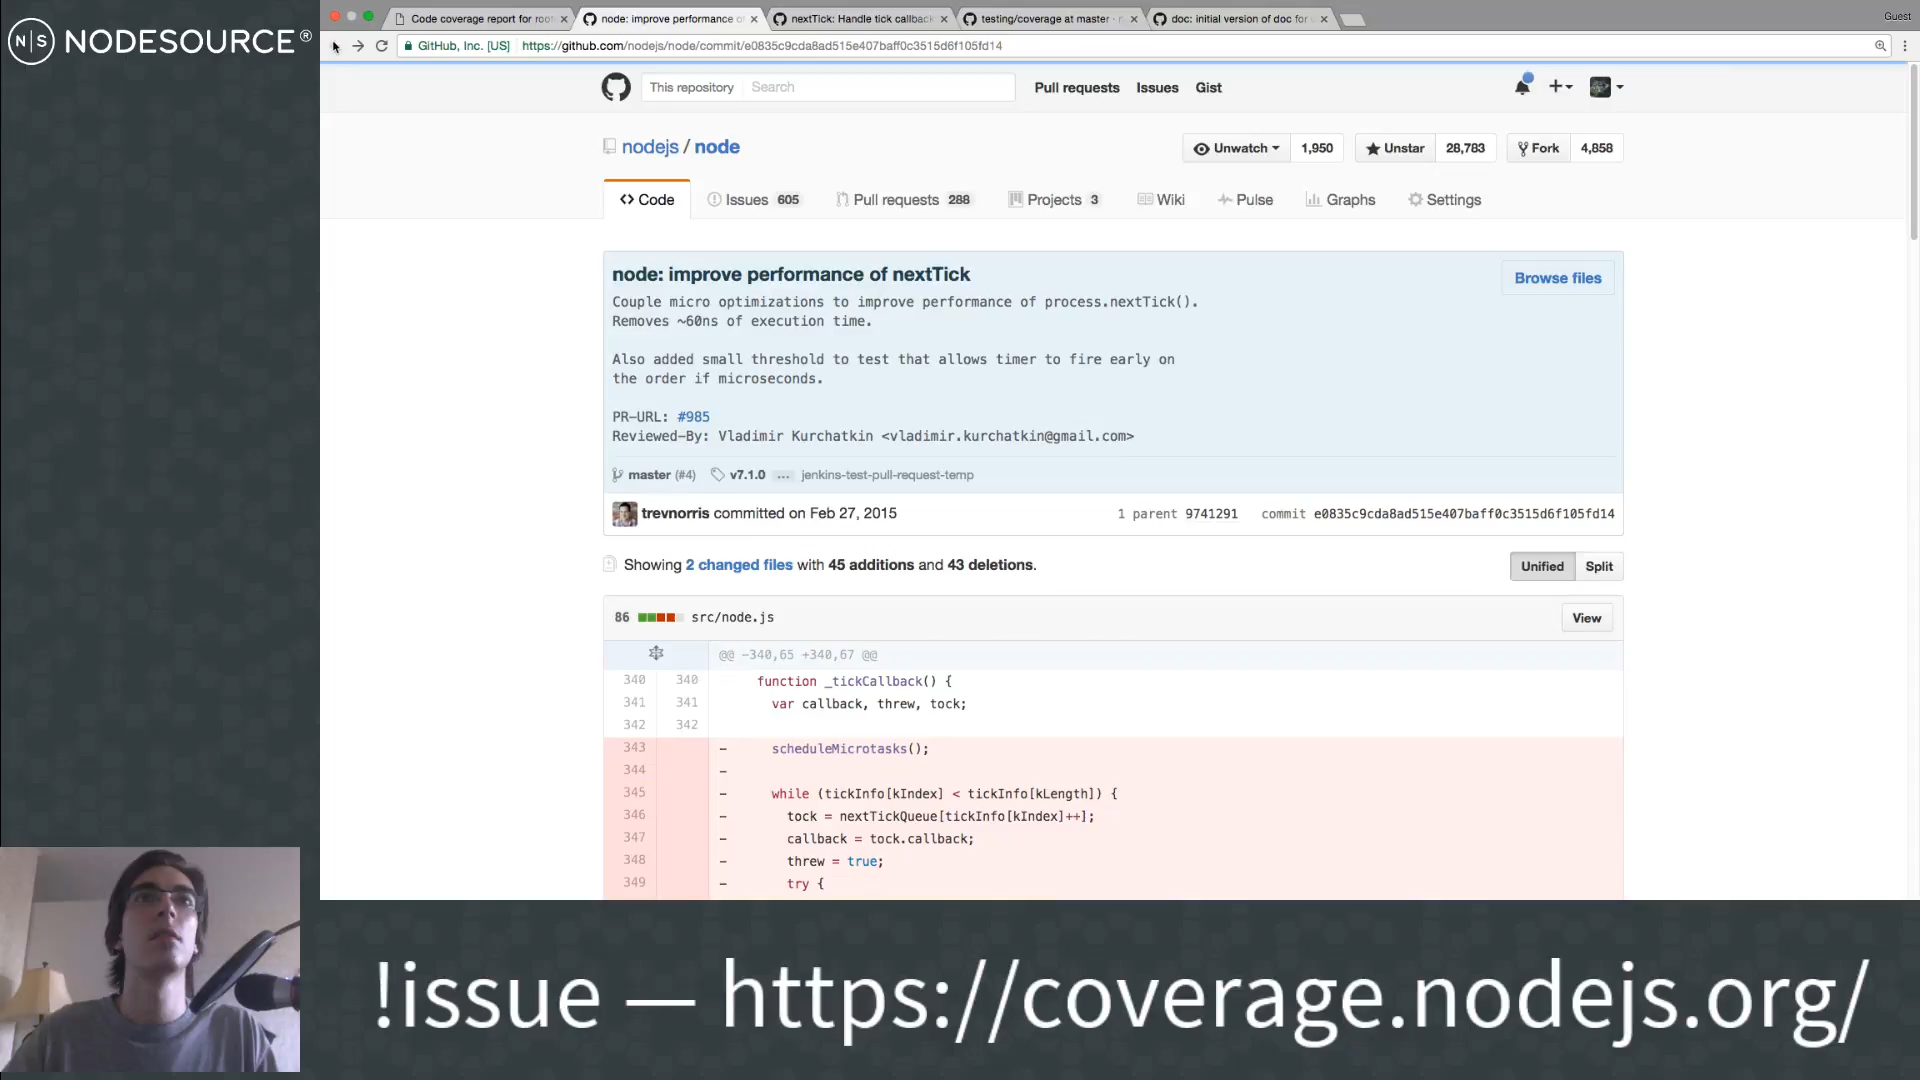 N|S NODESOURCE®
Code coverage report for root
node: improve performance o
nextTick: Handle tick callback
testing/coverage at master ·
doc: initial version of doc for
Guest
GitHub, Inc. [US] https://github.com/nodejs/node/commit/e0835c9cda8ad515e407baff0c3515d6f105fd14
This repository Search Pull requests Issues Gist
nodejs / node Unwatch 1,950 Unstar 28,783 Fork 4,858
Code Issues 605 Pull requests 288 Projects 3 Wiki Pulse Graphs Settings
node: improve performance of nextTick Browse files
Couple micro optimizations to improve performance of process.nextTick().
Removes ~60ns of execution time.
Also added small threshold to test that allows timer to fire early on
the order if microseconds.
PR-URL: #985
Reviewed-By: Vladimir Kurchatkin <vladimir.kurchatkin@gmail.com>
master (#4) v7.1.0 … jenkins-test-pull-request-temp
trevnorris committed on Feb 27, 2015 1 parent 9741291 commit e0835c9cda8ad515e407baff0c3515d6f105fd14
Showing 2 changed files with 45 additions and 43 deletions. Unified Split
86 src/node.js View
@@ -340,65 +340,67 @@
340 340 function _tickCallback() {
341 341 var callback, threw, tock;
342 342
343 - scheduleMicrotasks();
344 -
345 - while (tickInfo[kIndex] < tickInfo[kLength]) {
346 - tock = nextTickQueue[tickInfo[kIndex]++];
347 - callback = tock.callback;
348 - threw = true;
349 - try {
!issue — https://coverage.nodejs.org/